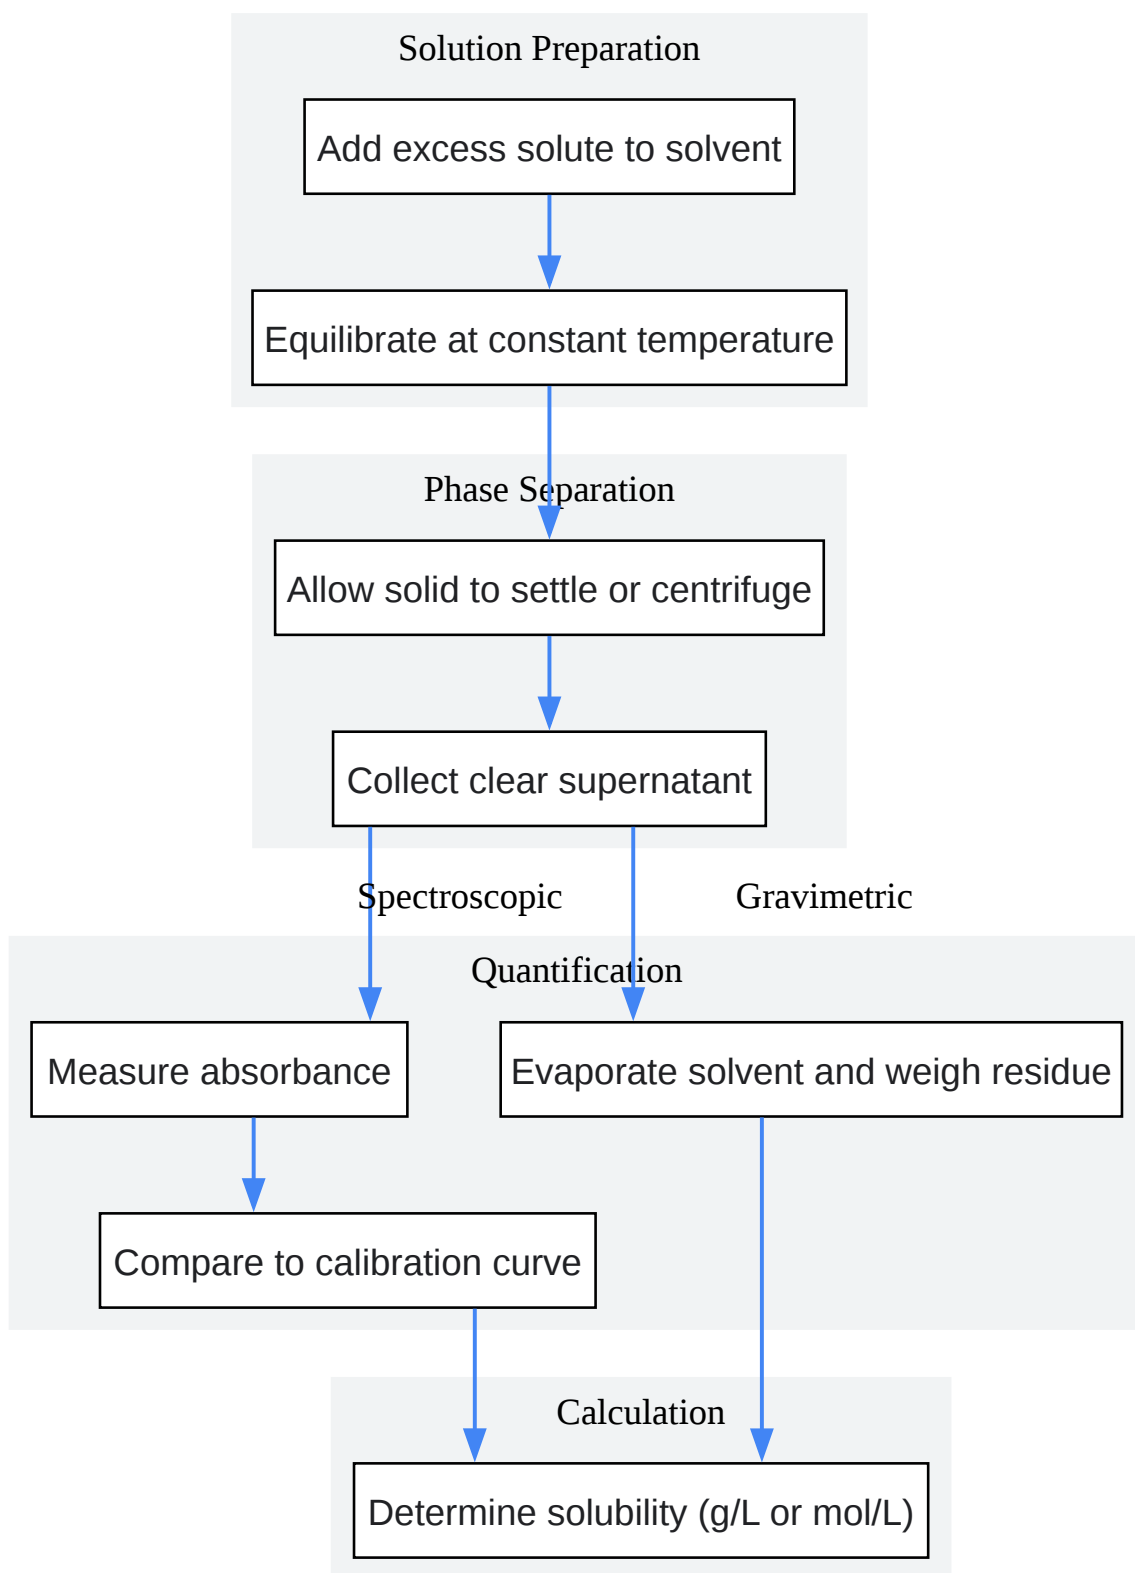 Solution Preparation
Add excess solute to solvent
Equilibrate at constant temperature
Phase Separation
Allow solid to settle or centrifuge
Collect clear supernatant
Spectroscopic
Gravimetric
Quantification
Measure absorbance
Evaporate solvent and weigh residue
Compare to calibration curve
Calculation
Determine solubility (g/L or mol/L)